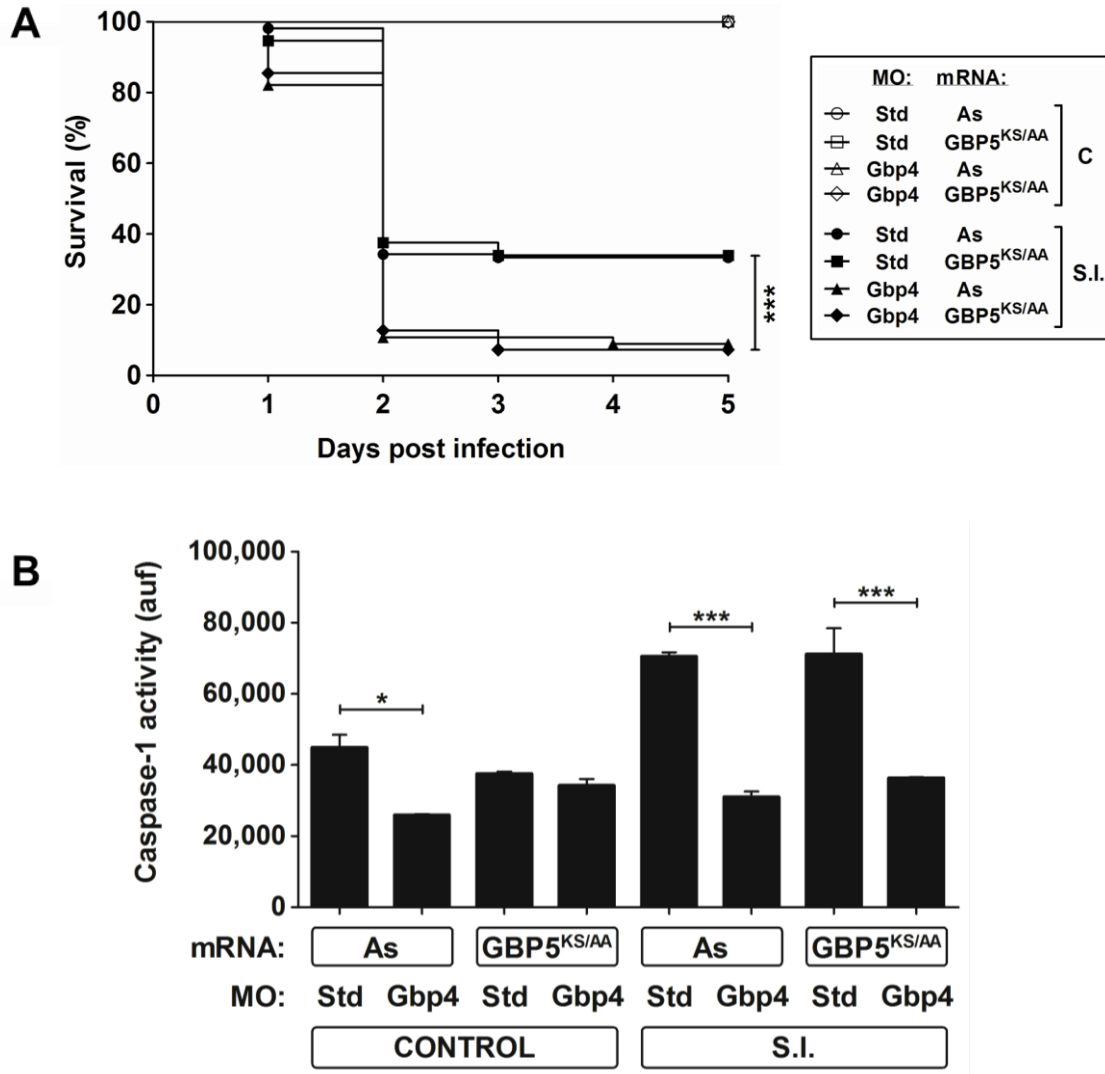 A
100
80
60
40
20
0
Survival (%)
0 1 2 3 4 5
Days post infection
***
MO: mRNA:
Std As
Std GBP5KS/AA
Gbp4 As
Gbp4 GBP5KS/AA
C
Std As
Std GBP5KS/AA
Gbp4 As
Gbp4 GBP5KS/AA
S.I.
B
100,000
80,000
60,000
40,000
20,000
0
Caspase-1 activity (auf)
* *** ***
mRNA: As GBP5KS/AA As GBP5KS/AA
MO: Std Gbp4 Std Gbp4 Std Gbp4 Std Gbp4
CONTROL S.I.